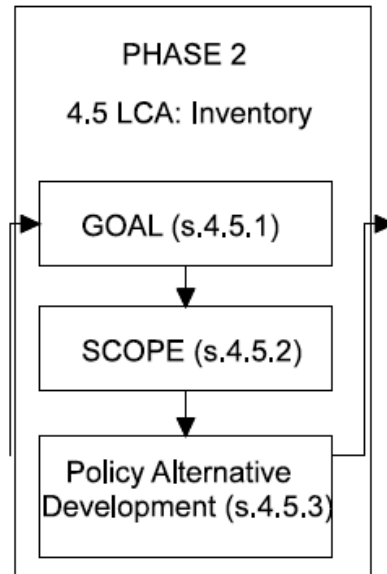 PHASE 2
4.5 LCA: Inventory
GOAL (s.4.5.1)
SCOPE (s.4.5.2)
Policy Alternative
Development (s.4.5.3)